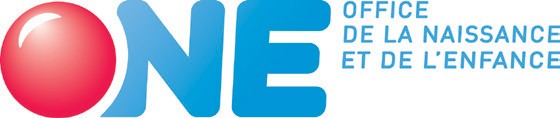 ONE
OFFICE
DE LA NAISSANCE
ET DE L'ENFANCE